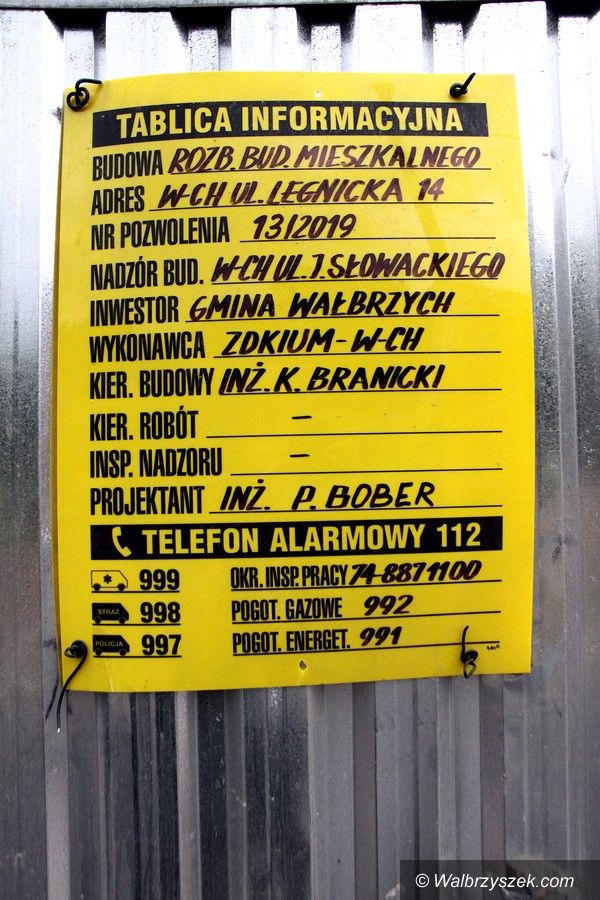 TABLICA INFORMACYJNA
BUDOWA ROZB. BUD. MIESZKALNEGO
ADRES W-CH UL. LEGNICKA 14
NR POZWOLENIA 13/2019
NADZÓR BUD. W-CH UL. J. SŁOWACKIEGO
INWESTOR GMINA WAŁBRZYCH
WYKONAWCA ZDKIUM-W-CH
KIER. BUDOWY INŻ. K. BRANICKI
KIER. ROBÓT –
INSP. NADZORU –
PROJEKTANT INŻ. P. BOBER
TELEFON ALARMOWY 112
999 OKR. INSP. PRACY 74-8871100
STRAŻ 998 POGOT. GAZOWE 992
POLICJA 997 POGOT. ENERGET. 991
© Walbrzyszek.com